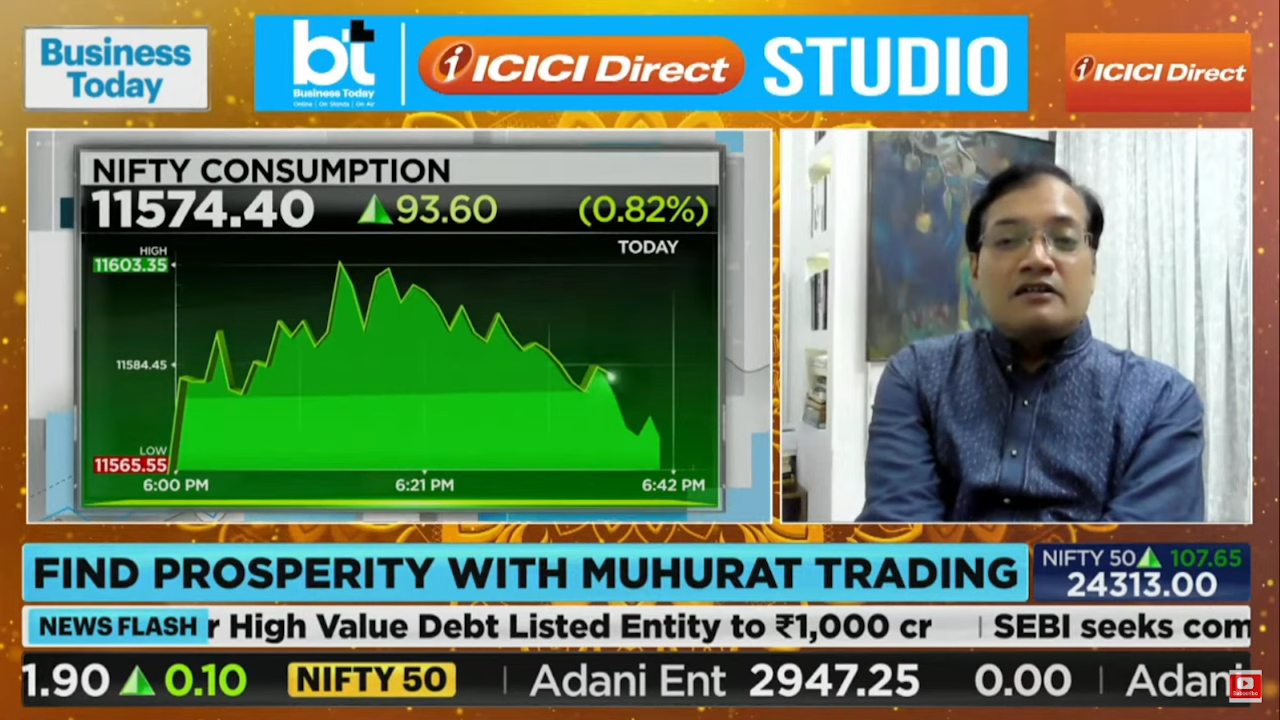 Business
Today
bt
Business Today
Online | On Stands | On Air
ICICI Direct
STUDIO
ICICI Direct
NIFTY CONSUMPTION
11574.40
93.60
(0.82%)
TODAY
HIGH
11603.35
11584.45
LOW
11565.55
6:00 PM
6:21 PM
6:42 PM
FIND PROSPERITY WITH MUHURAT TRADING
NIFTY 50 107.65
24313.00
NEWS FLASH
r High Value Debt Listed Entity to ₹1,000 cr | SEBI seeks com
1.90 0.10 NIFTY 50 | Adani Ent 2947.25 0.00 | Adani
Subscribe